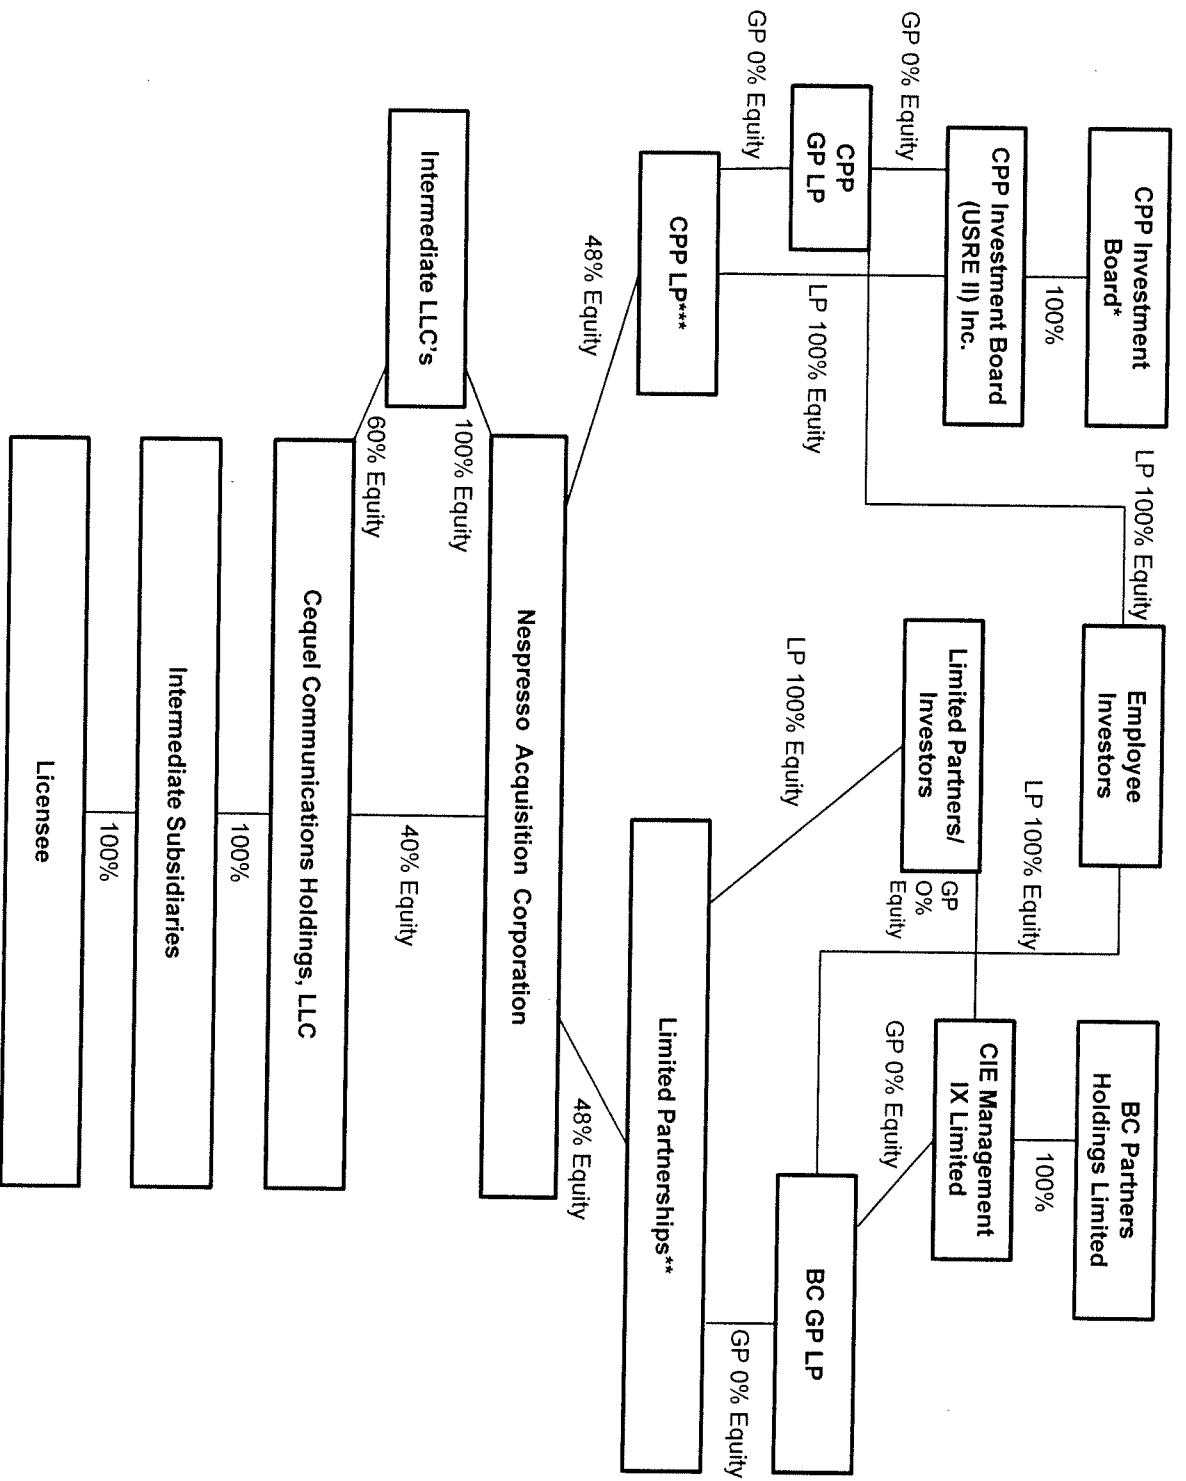 CPP Investment
Board*
LP 100% Equity
Employee
Investors
BC Partners
Holdings Limited
100%
LP 100% Equity
100%
CPP Investment Board
(USRE II) Inc.
Limited Partners/
Investors
GP
O%
Equity
CIE Management
IX Limited
GP 0% Equity
GP 0% Equity
CPP
GP LP
LP 100% Equity
LP 100% Equity
BC GP LP
GP 0% Equity
GP 0% Equity
CPP LP***
Limited Partnerships**
48% Equity
48% Equity
Nespresso Acquisition Corporation
100% Equity
Intermediate LLC's
40% Equity
60% Equity
Cequel Communications Holdings, LLC
100%
Intermediate Subsidiaries
100%
Licensee